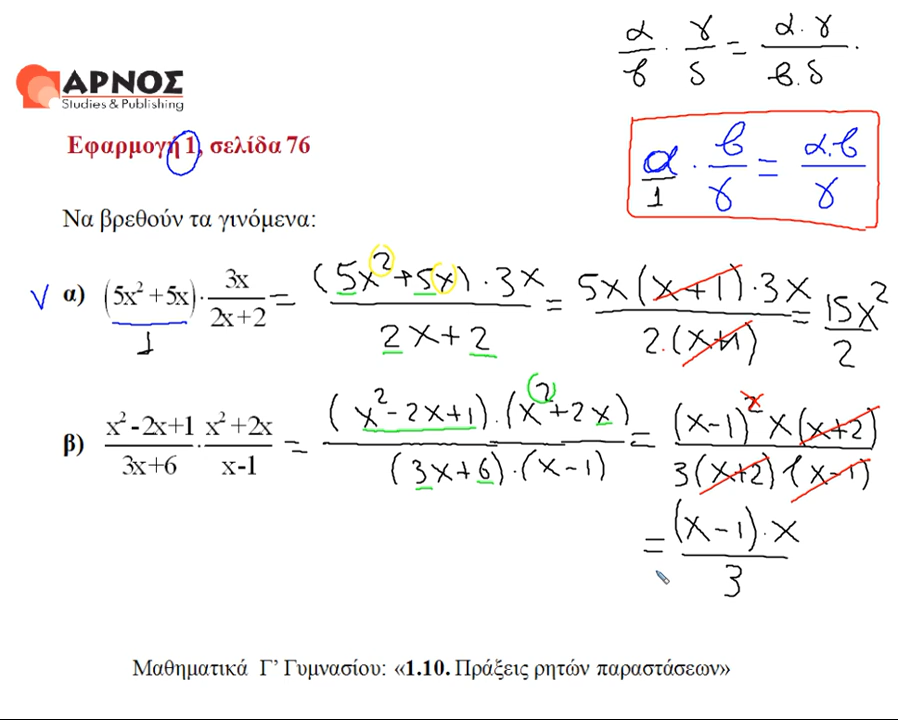 α/β · γ/δ = α·γ/β·δ.
ΑΡΝΟΣ
Studies & Publishing
Εφαρμογή 1, σελίδα 76
α/1 · β/γ = α·β/γ
Να βρεθούν τα γινόμενα:
√ α) (5x² + 5x)/1 · 3x/(2x+2) = (5x²+5x)·3x/(2x+2) = 5x(x+1)·3x/2·(x+1) = 15x²/2
β) (x²-2x+1)/(3x+6) · (x²+2x)/(x-1) = (x²-2x+1)·(x²+2x)/(3x+6)·(x-1) = (x-1)²x(x+2)/3(x+2)1(x-1)
= (x-1)·x/3
Μαθηματικά Γ' Γυμνασίου: «1.10. Πράξεις ρητών παραστάσεων»